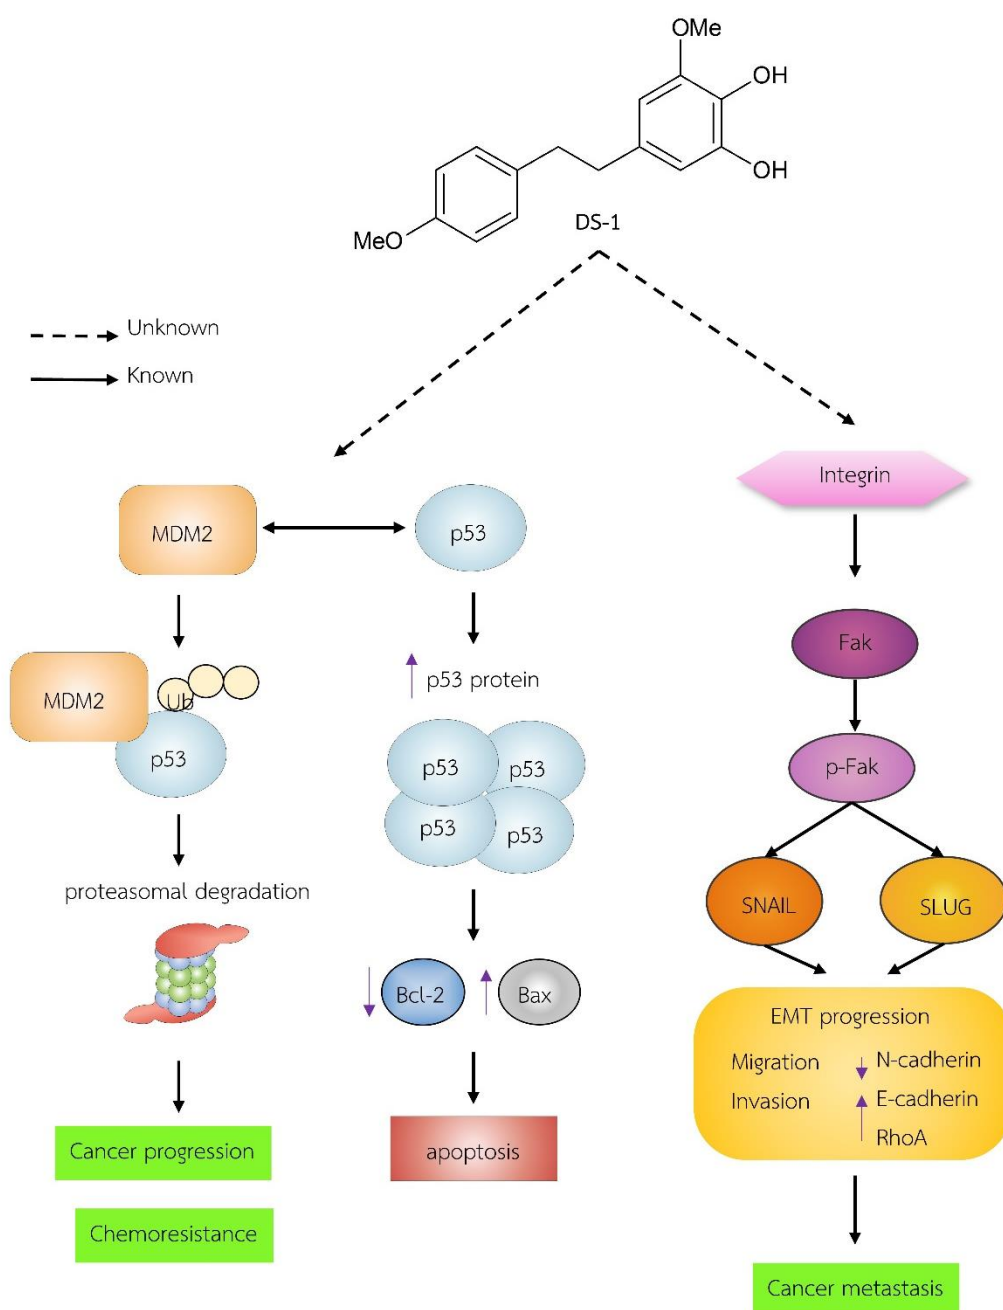 OMe
OH
OH
MeO
DS-1
Unknown
Known
Integrin
MDM2
p53
Fak
p53 protein
MDM2
Ub
p53
p-Fak
p53
p53
p53
p53
proteasomal degradation
SNAIL
SLUG
Bcl-2
Bax
EMT progression
Migration
N-cadherin
Invasion
E-cadherin
RhoA
Cancer progression
apoptosis
Chemoresistance
Cancer metastasis